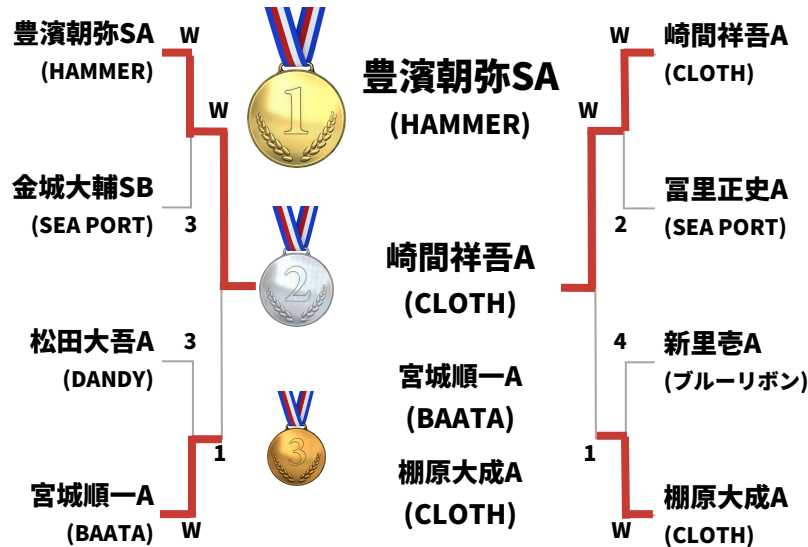 豊濱朝弥SA
(HAMMER)
W
W
金城大輔SB
(SEA PORT)
3
松田大吾A
(DANDY)
3
1
宮城順一A
(BAATA)
W
1
豊濱朝弥SA
(HAMMER)
2
崎間祥吾A
(CLOTH)
3
宮城順一A
(BAATA)
棚原大成A
(CLOTH)
W
崎間祥吾A
(CLOTH)
W
冨里正史A
(SEA PORT)
2
4
新里壱A
(ブルーリボン)
1
棚原大成A
(CLOTH)
W